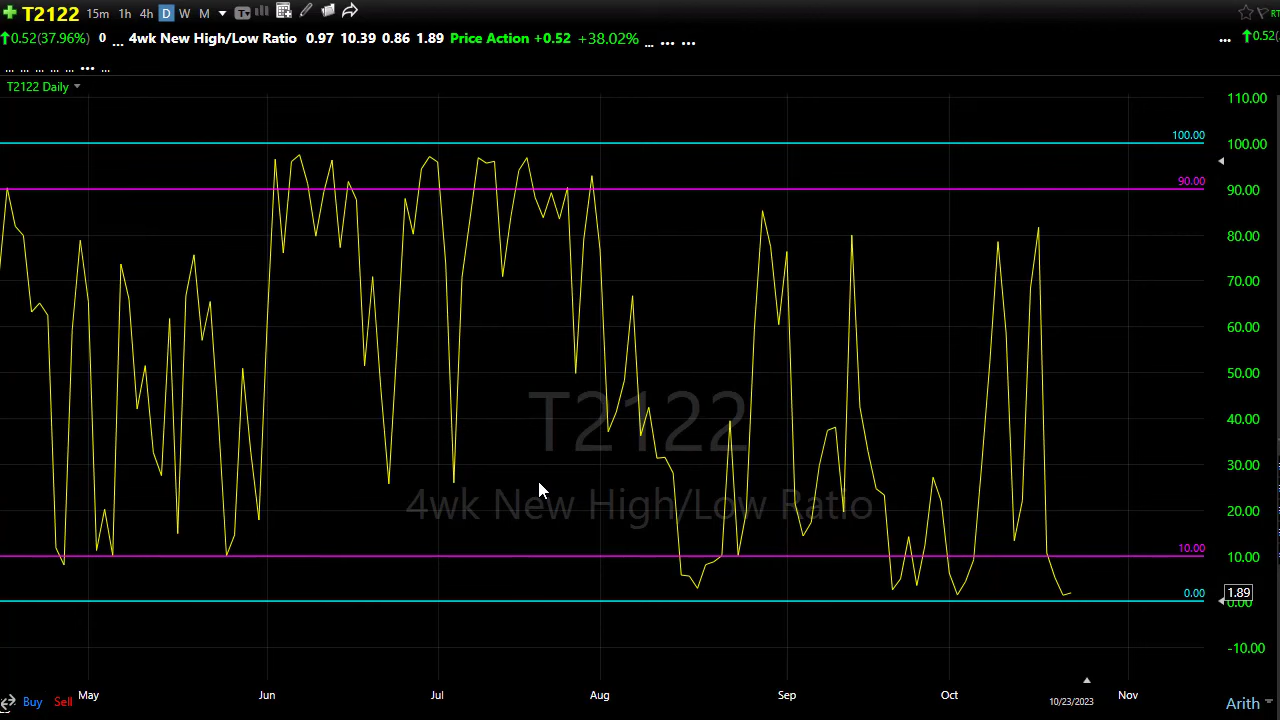 T2122 15m 1h 4h D W M T RT
0.52(37.96%) 0 ... 4wk New High/Low Ratio 0.97 10.39 0.86 1.89 Price Action +0.52 +38.02% ... ... ... ... 0.52(
... ... ... ... ... ... ...
T2122 Daily
110.00
100.00 100.00
90.00 90.00
80.00
70.00
60.00
50.00
40.00
T2122
30.00
4wk New High/Low Ratio
20.00
10.00 10.00
0.00 1.89
0.00
-10.00
May Jun Jul Aug Sep Oct 10/23/2023 Nov
Buy Sell Arith